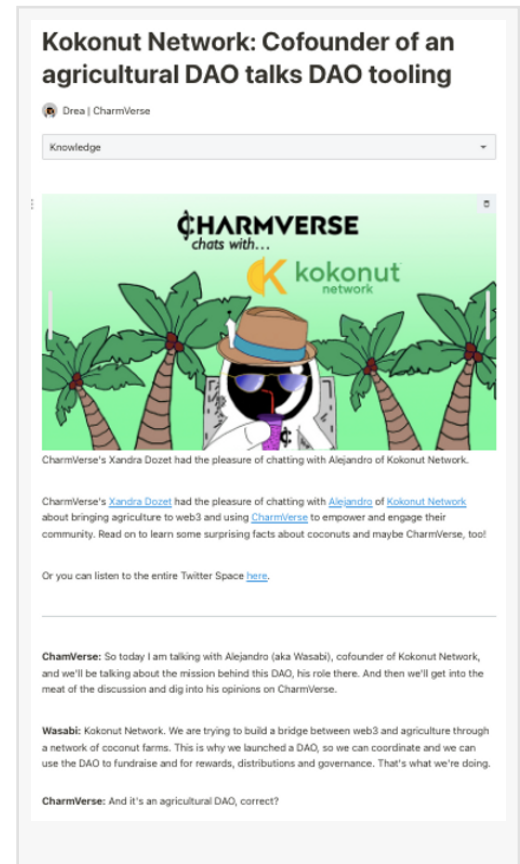 Kokonut Network: Cofounder of an
agricultural DAO talks DAO tooling
Drea | CharmVerse
Knowledge
CHARMVERSE
chats with...
kokonut
network
CharmVerse's Xandra Dozet had the pleasure of chatting with Alejandro of Kokonut Network.
CharmVerse's Xandra Dozet had the pleasure of chatting with Alejandro of Kokonut Network
about bringing agriculture to web3 and using CharmVerse to empower and engage their
community. Read on to learn some surprising facts about coconuts and maybe CharmVerse, too!
Or you can listen to the entire Twitter Space here.
ChamVerse: So today I am talking with Alejandro (aka Wasabi), cofounder of Kokonut Network,
and we'll be talking about the mission behind this DAO, his role there. And then we'll get into the
meat of the discussion and dig into his opinions on CharmVerse.
Wasabi: Kokonut Network. We are trying to build a bridge between web3 and agriculture through
a network of coconut farms. This is why we launched a DAO, so we can coordinate and we can
use the DAO to fundraise and for rewards, distributions and governance. That's what we're doing.
CharmVerse: And it's an agricultural DAO, correct?